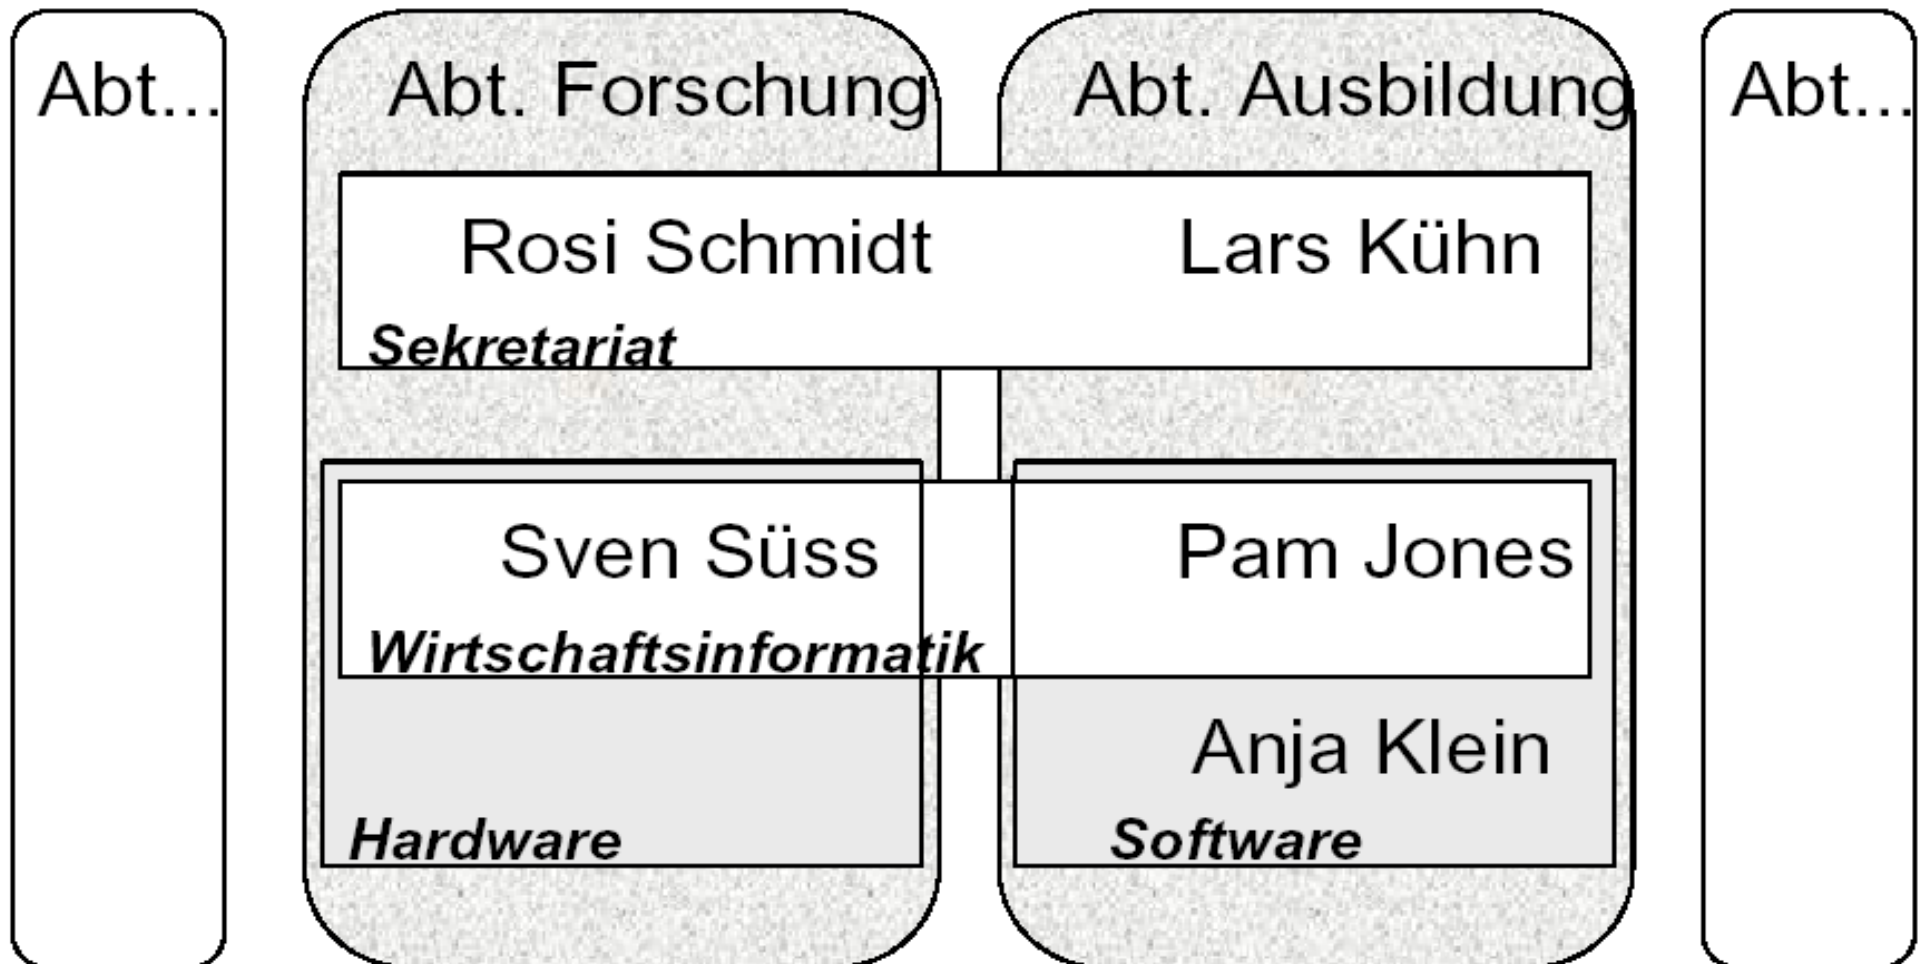 Abt...
Abt. Forschung
Abt. Ausbildung
Abt...
Rosi Schmidt
Lars Kühn
Sekretariat
Sven Süss
Pam Jones
Wirtschaftsinformatik
Anja Klein
Hardware
Software